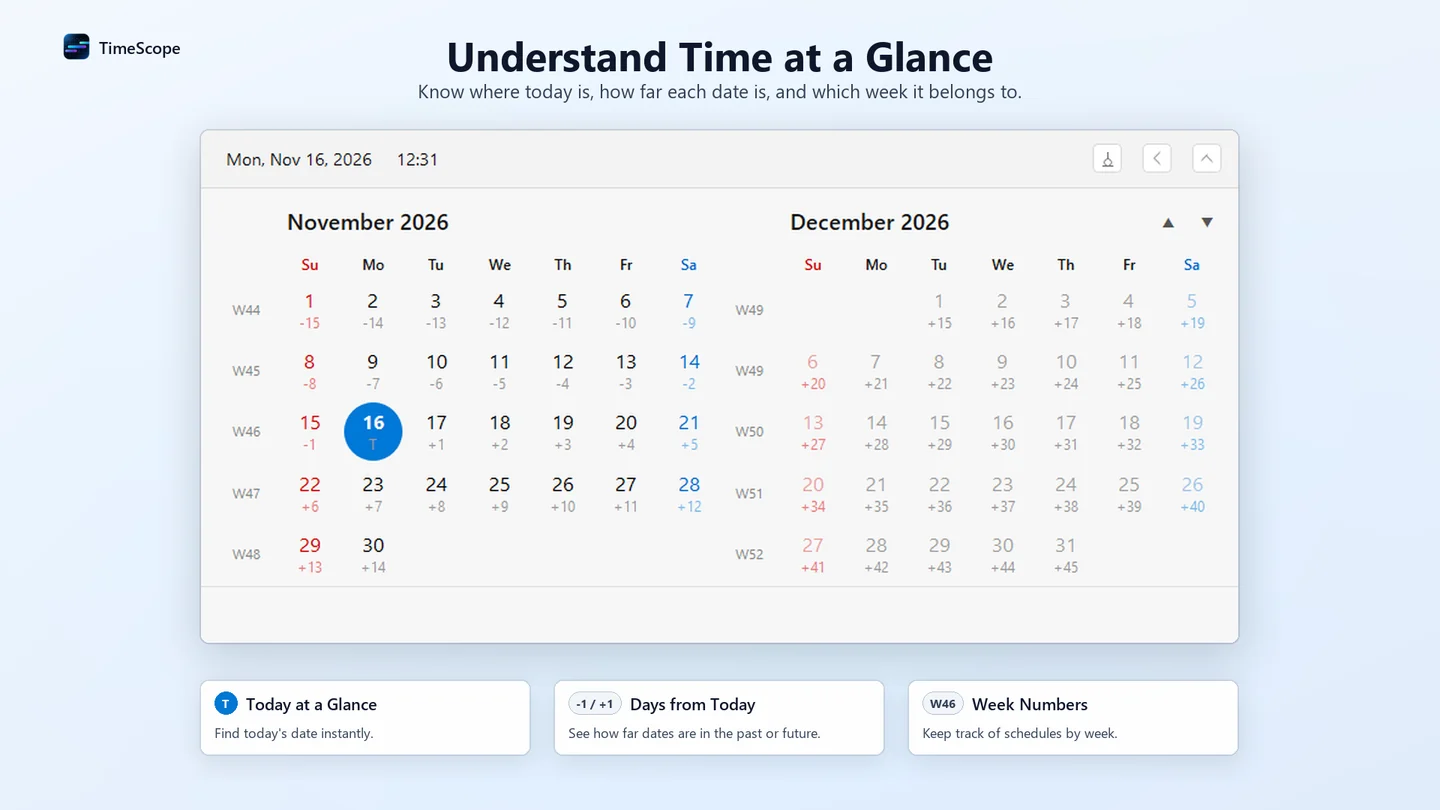 TimeScope
Understand Time at a Glance
Know where today is, how far each date is, and which week it belongs to.
Mon, Nov 16, 2026 12:31
November 2026
Su Mo Tu We Th Fr Sa
W44 1 2 3 4 5 6 7
-15 -14 -13 -12 -11 -10 -9
W45 8 9 10 11 12 13 14
-8 -7 -6 -5 -4 -3 -2
W46 15 16 17 18 19 20 21
-1 T +1 +2 +3 +4 +5
W47 22 23 24 25 26 27 28
+6 +7 +8 +9 +10 +11 +12
W48 29 30
+13 +14
December 2026 ▲ ▼
Su Mo Tu We Th Fr Sa
W49 1 2 3 4 5
+15 +16 +17 +18 +19
W49 6 7 8 9 10 11 12
+20 +21 +22 +23 +24 +25 +26
W50 13 14 15 16 17 18 19
+27 +28 +29 +30 +31 +32 +33
W51 20 21 22 23 24 25 26
+34 +35 +36 +37 +38 +39 +40
W52 27 28 29 30 31
+41 +42 +43 +44 +45
T Today at a Glance
Find today's date instantly.
-1 / +1 Days from Today
See how far dates are in the past or future.
W46 Week Numbers
Keep track of schedules by week.